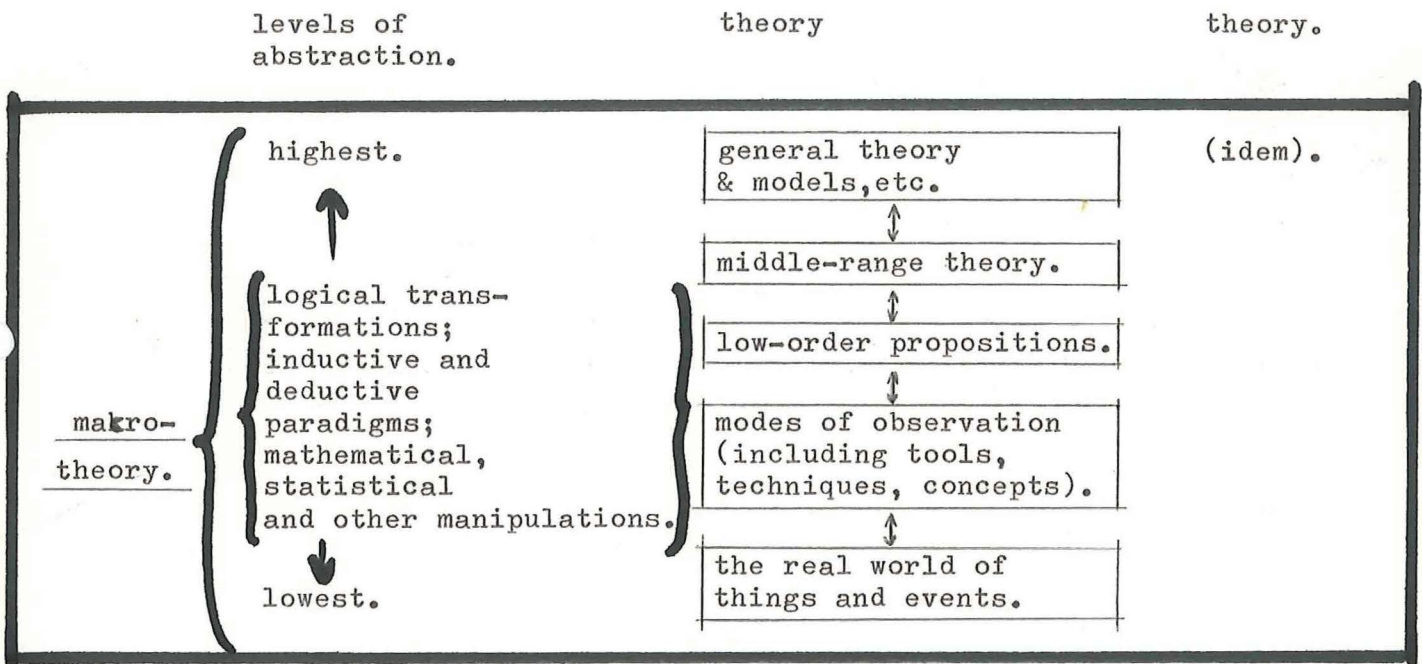 levels of
abstraction.
theory
theory.
makro-
theory.
highest.
logical trans-
formations;
inductive and
deductive
paradigms;
mathematical,
statistical
and other manipulations.
lowest.
general theory
& models,etc.
middle-range theory.
low-order propositions.
modes of observation
(including tools,
techniques, concepts).
the real world of
things and events.
(idem).